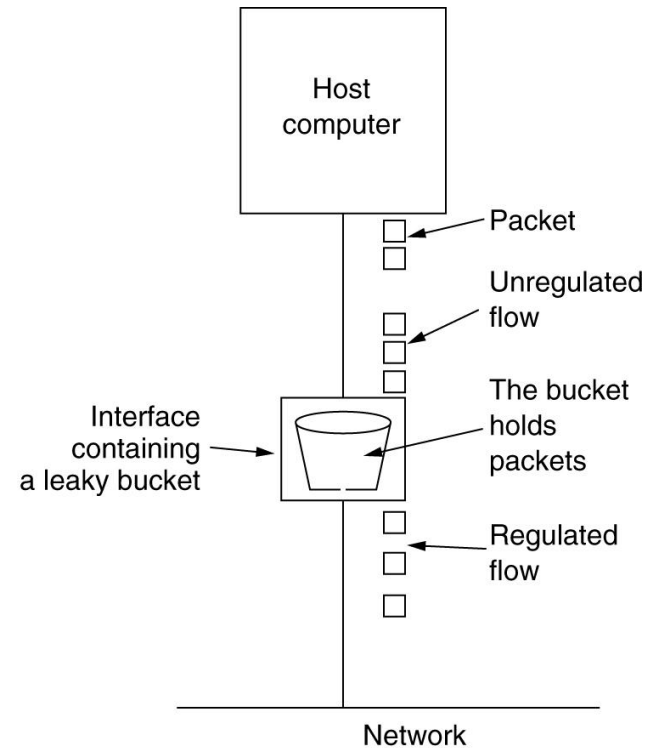 Host
computer
Packet
Unregulated
flow
The bucket
holds
packets
Interface
containing
a leaky bucket
Regulated
flow
Network